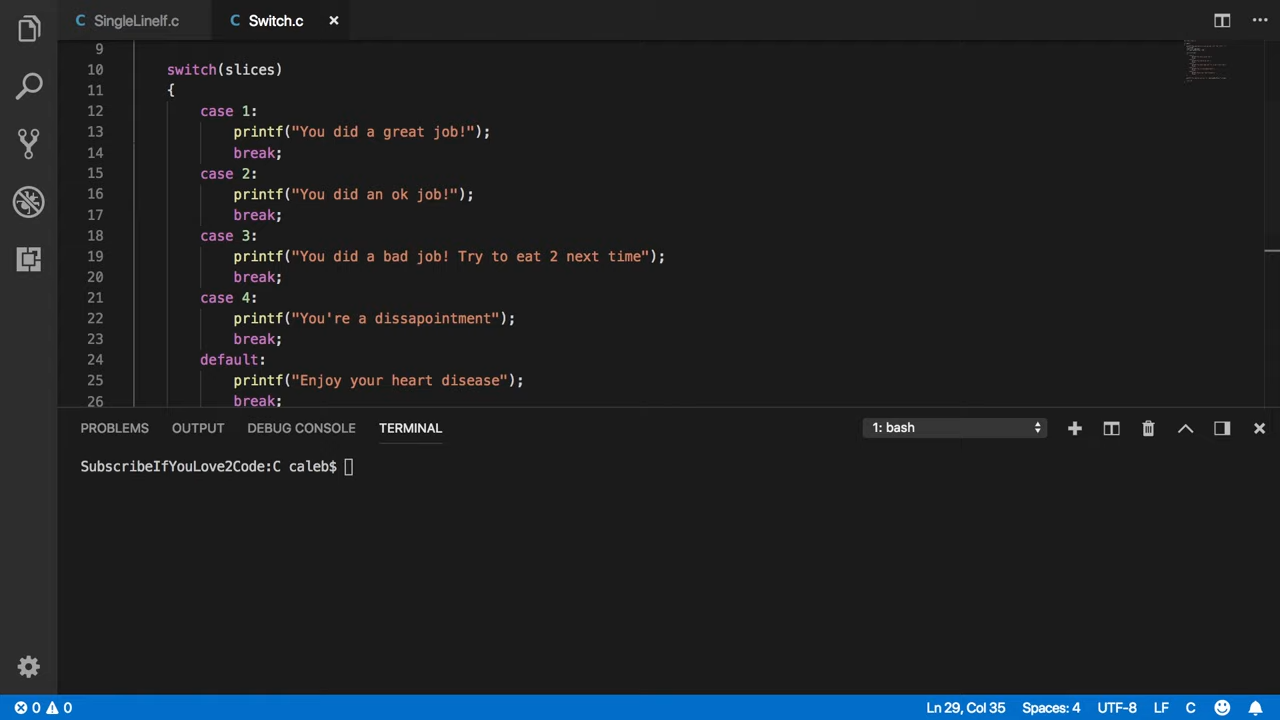 SingleLineIf.c
Switch.c
9
10 switch(slices)
11 {
12 case 1:
13 printf("You did a great job!");
14 break;
15 case 2:
16 printf("You did an ok job!");
17 break;
18 case 3:
19 printf("You did a bad job! Try to eat 2 next time");
20 break;
21 case 4:
22 printf("You're a dissapointment");
23 break;
24 default:
25 printf("Enjoy your heart disease");
26 break;
PROBLEMS OUTPUT DEBUG CONSOLE TERMINAL 1: bash
SubscribeIfYouLove2Code:C caleb$
0 0 Ln 29, Col 35 Spaces: 4 UTF-8 LF C